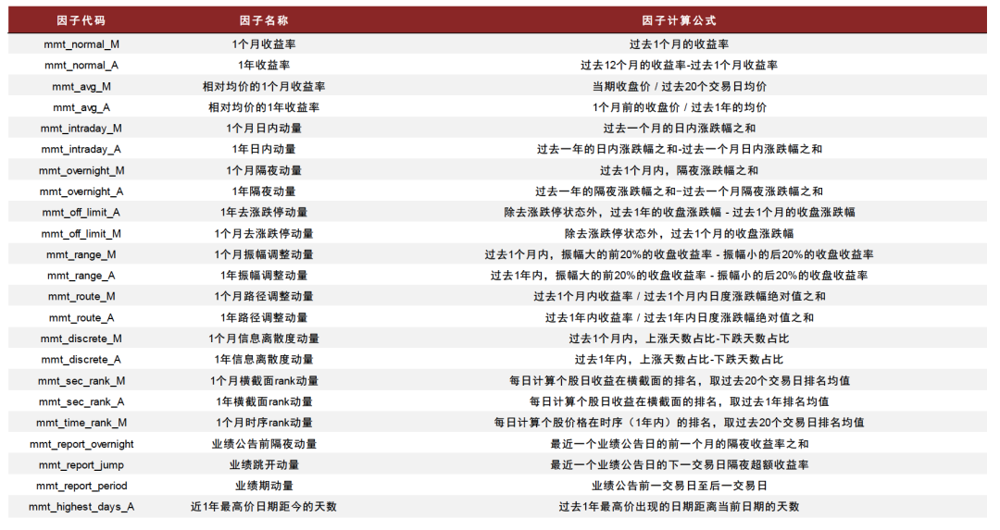 因子代码 因子名称 因子计算公式
mmt_normal_M 1个月收益率 过去1个月的收益率
mmt_normal_A 1年收益率 过去12个月的收益率-过去1个月收益率
mmt_avg_M 相对均价的1个月收益率 当期收盘价 / 过去20个交易日均价
mmt_avg_A 相对均价的1年收益率 1个月前的收盘价 / 过去1年的均价
mmt_intraday_M 1个月日内动量 过去一个月的日内涨跌幅之和
mmt_intraday_A 1年日内动量 过去一年的日内涨跌幅之和-过去一个月日内涨跌幅之和
mmt_overnight_M 1个月隔夜动量 过去1个月内，隔夜涨跌幅之和
mmt_overnight_A 1年隔夜动量 过去一年的隔夜涨跌幅之和-过去一个月隔夜涨跌幅之和
mmt_off_limit_A 1年去涨跌停动量 除去涨跌停状态外，过去1年的收盘涨跌幅 - 过去1个月的收盘涨跌幅
mmt_off_limit_M 1个月去涨跌停动量 除去涨跌停状态外，过去1个月的收盘涨跌幅
mmt_range_M 1个月振幅调整动量 过去1个月内，振幅大的前20%的收盘收益率 - 振幅小的后20%的收盘收益率
mmt_range_A 1年振幅调整动量 过去1年内，振幅大的前20%的收盘收益率 - 振幅小的后20%的收盘收益率
mmt_route_M 1个月路径调整动量 过去1个月内收益率 / 过去1个月内日度涨跌幅绝对值之和
mmt_route_A 1年路径调整动量 过去1年内收益率 / 过去1年内日度涨跌幅绝对值之和
mmt_discrete_M 1个月信息离散度动量 过去1个月内，上涨天数占比-下跌天数占比
mmt_discrete_A 1年信息离散度动量 过去1年内，上涨天数占比-下跌天数占比
mmt_sec_rank_M 1个月横截面rank动量 每日计算个股日收益在横截面的排名，取过去20个交易日排名均值
mmt_sec_rank_A 1年横截面rank动量 每日计算个股日收益在横截面的排名，取过去1年排名均值
mmt_time_rank_M 1个月时序rank动量 每日计算个股价格在时序（1年内）的排名，取过去20个交易日排名均值
mmt_report_overnight 业绩公告前隔夜动量 最近一个业绩公告日的前一个月的隔夜收益率之和
mmt_report_jump 业绩跳开动量 最近一个业绩公告日的下一交易日隔夜超额收益率
mmt_report_period 业绩期动量 业绩公告前一交易日至后一交易日
mmt_highest_days_A 近1年最高价日期距今的天数 过去1年最高价出现的日期距离当前日期的天数